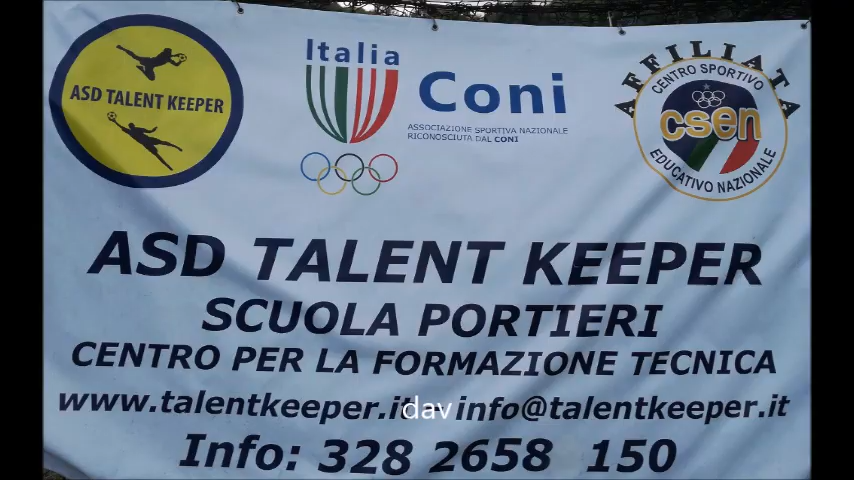 ASD TALENT KEEPER
Italia
Coni
ASSOCIAZIONE SPORTIVA NAZIONALE
RICONOSCIUTA DAL CONI
AFFILIATA
CENTRO SPORTIVO
csen
EDUCATIVO NAZIONALE
ASD TALENT KEEPER
SCUOLA PORTIERI
CENTRO PER LA FORMAZIONE TECNICA
www.talentkeeper.it - info@talentkeeper.it
dav
Info: 328 2658 150